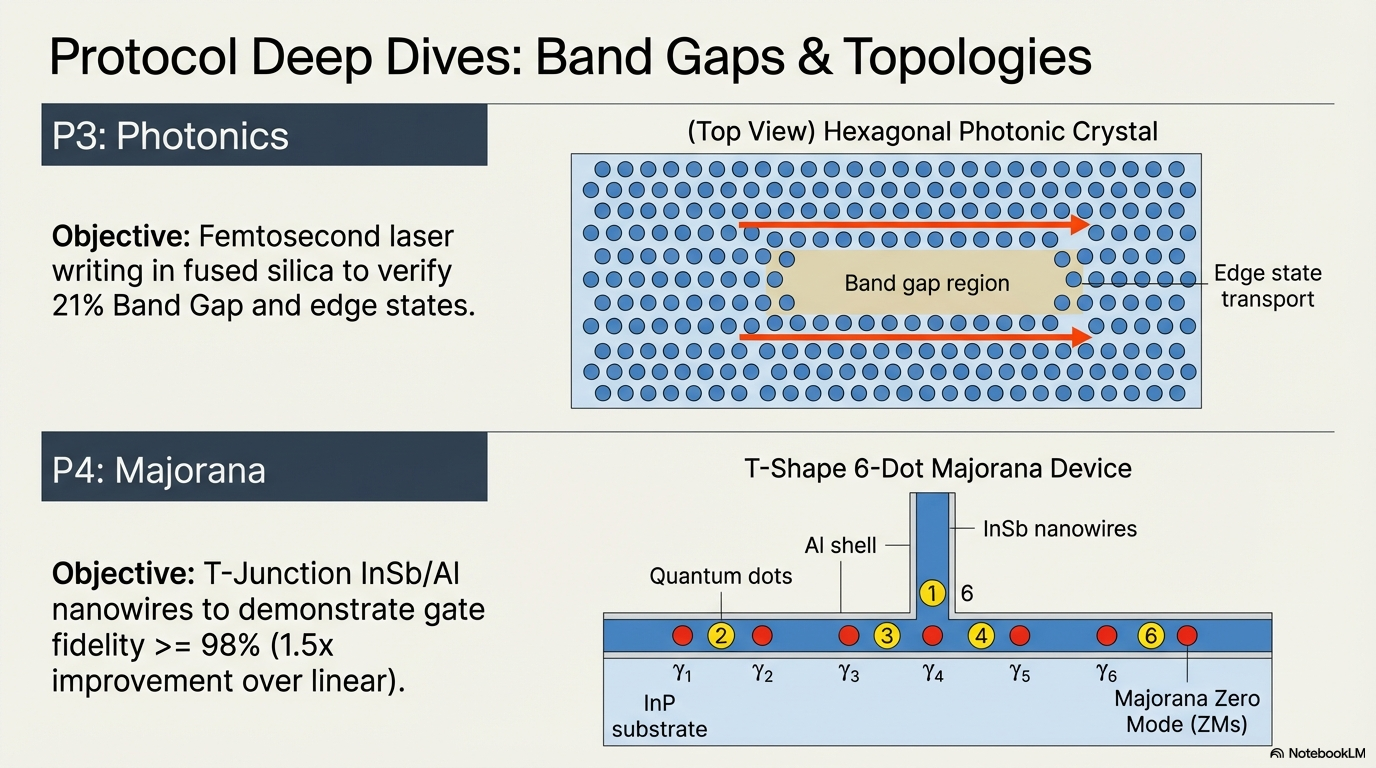 Protocol Deep Dives: Band Gaps & Topologies
P3: Photonics
Objective: Femtosecond laser
writing in fused silica to verify
21% Band Gap and edge states.
(Top View) Hexagonal Photonic Crystal
Band gap region
Edge state
transport
P4: Majorana
Objective: T-Junction InSb/Al
nanowires to demonstrate gate
fidelity >= 98% (1.5x
improvement over linear).
T-Shape 6-Dot Majorana Device
InSb nanowires
Al shell
Quantum dots
1 6
2 3 4 6
γ₁ γ₂ γ₃ γ₄ γ₅ γ₆
InP
substrate
Majorana Zero
Mode (ZMs)
NotebookLM